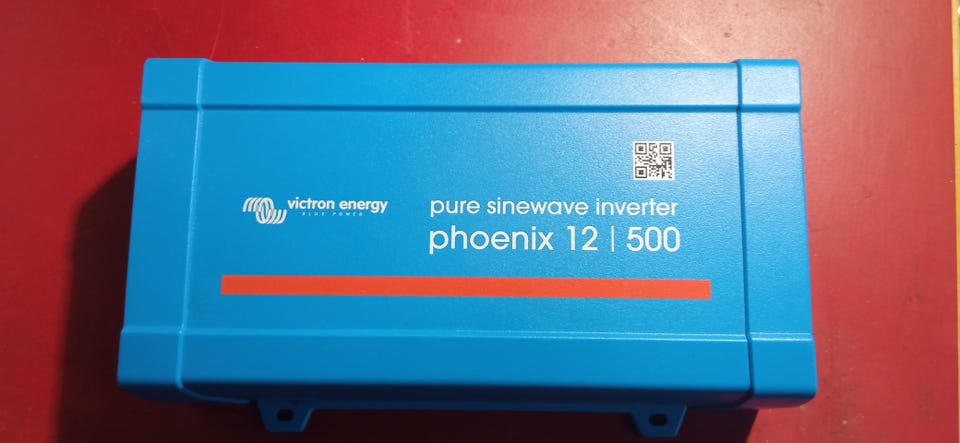 victron energy
BLUE POWER
pure sinewave inverter
phoenix 12 | 500